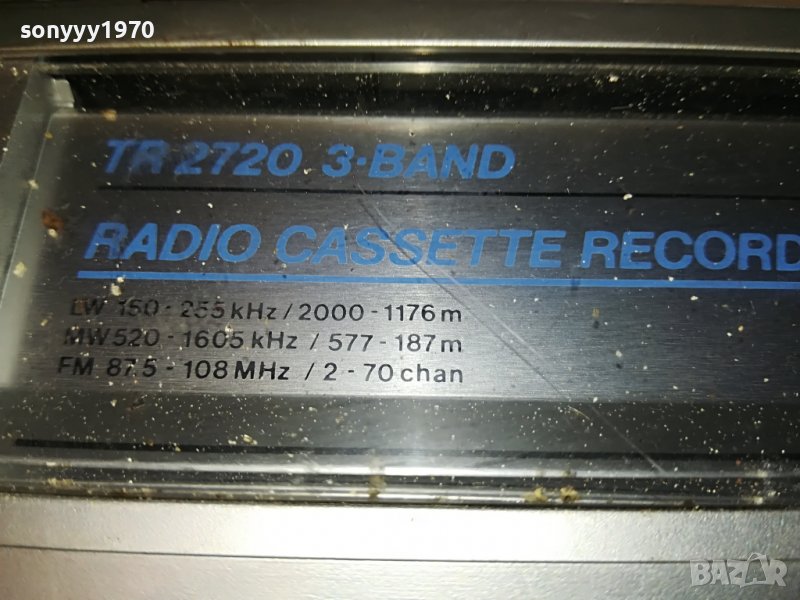 sonyyy1970
TR 2720 3·BAND
RADIO CASSETTE RECORD
LW 150 - 255 kHz / 2000 - 1176 m
MW 520 - 1605 kHz / 577 - 187 m
FM 87.5 - 108 MHz / 2 - 70 chan
BAZAR